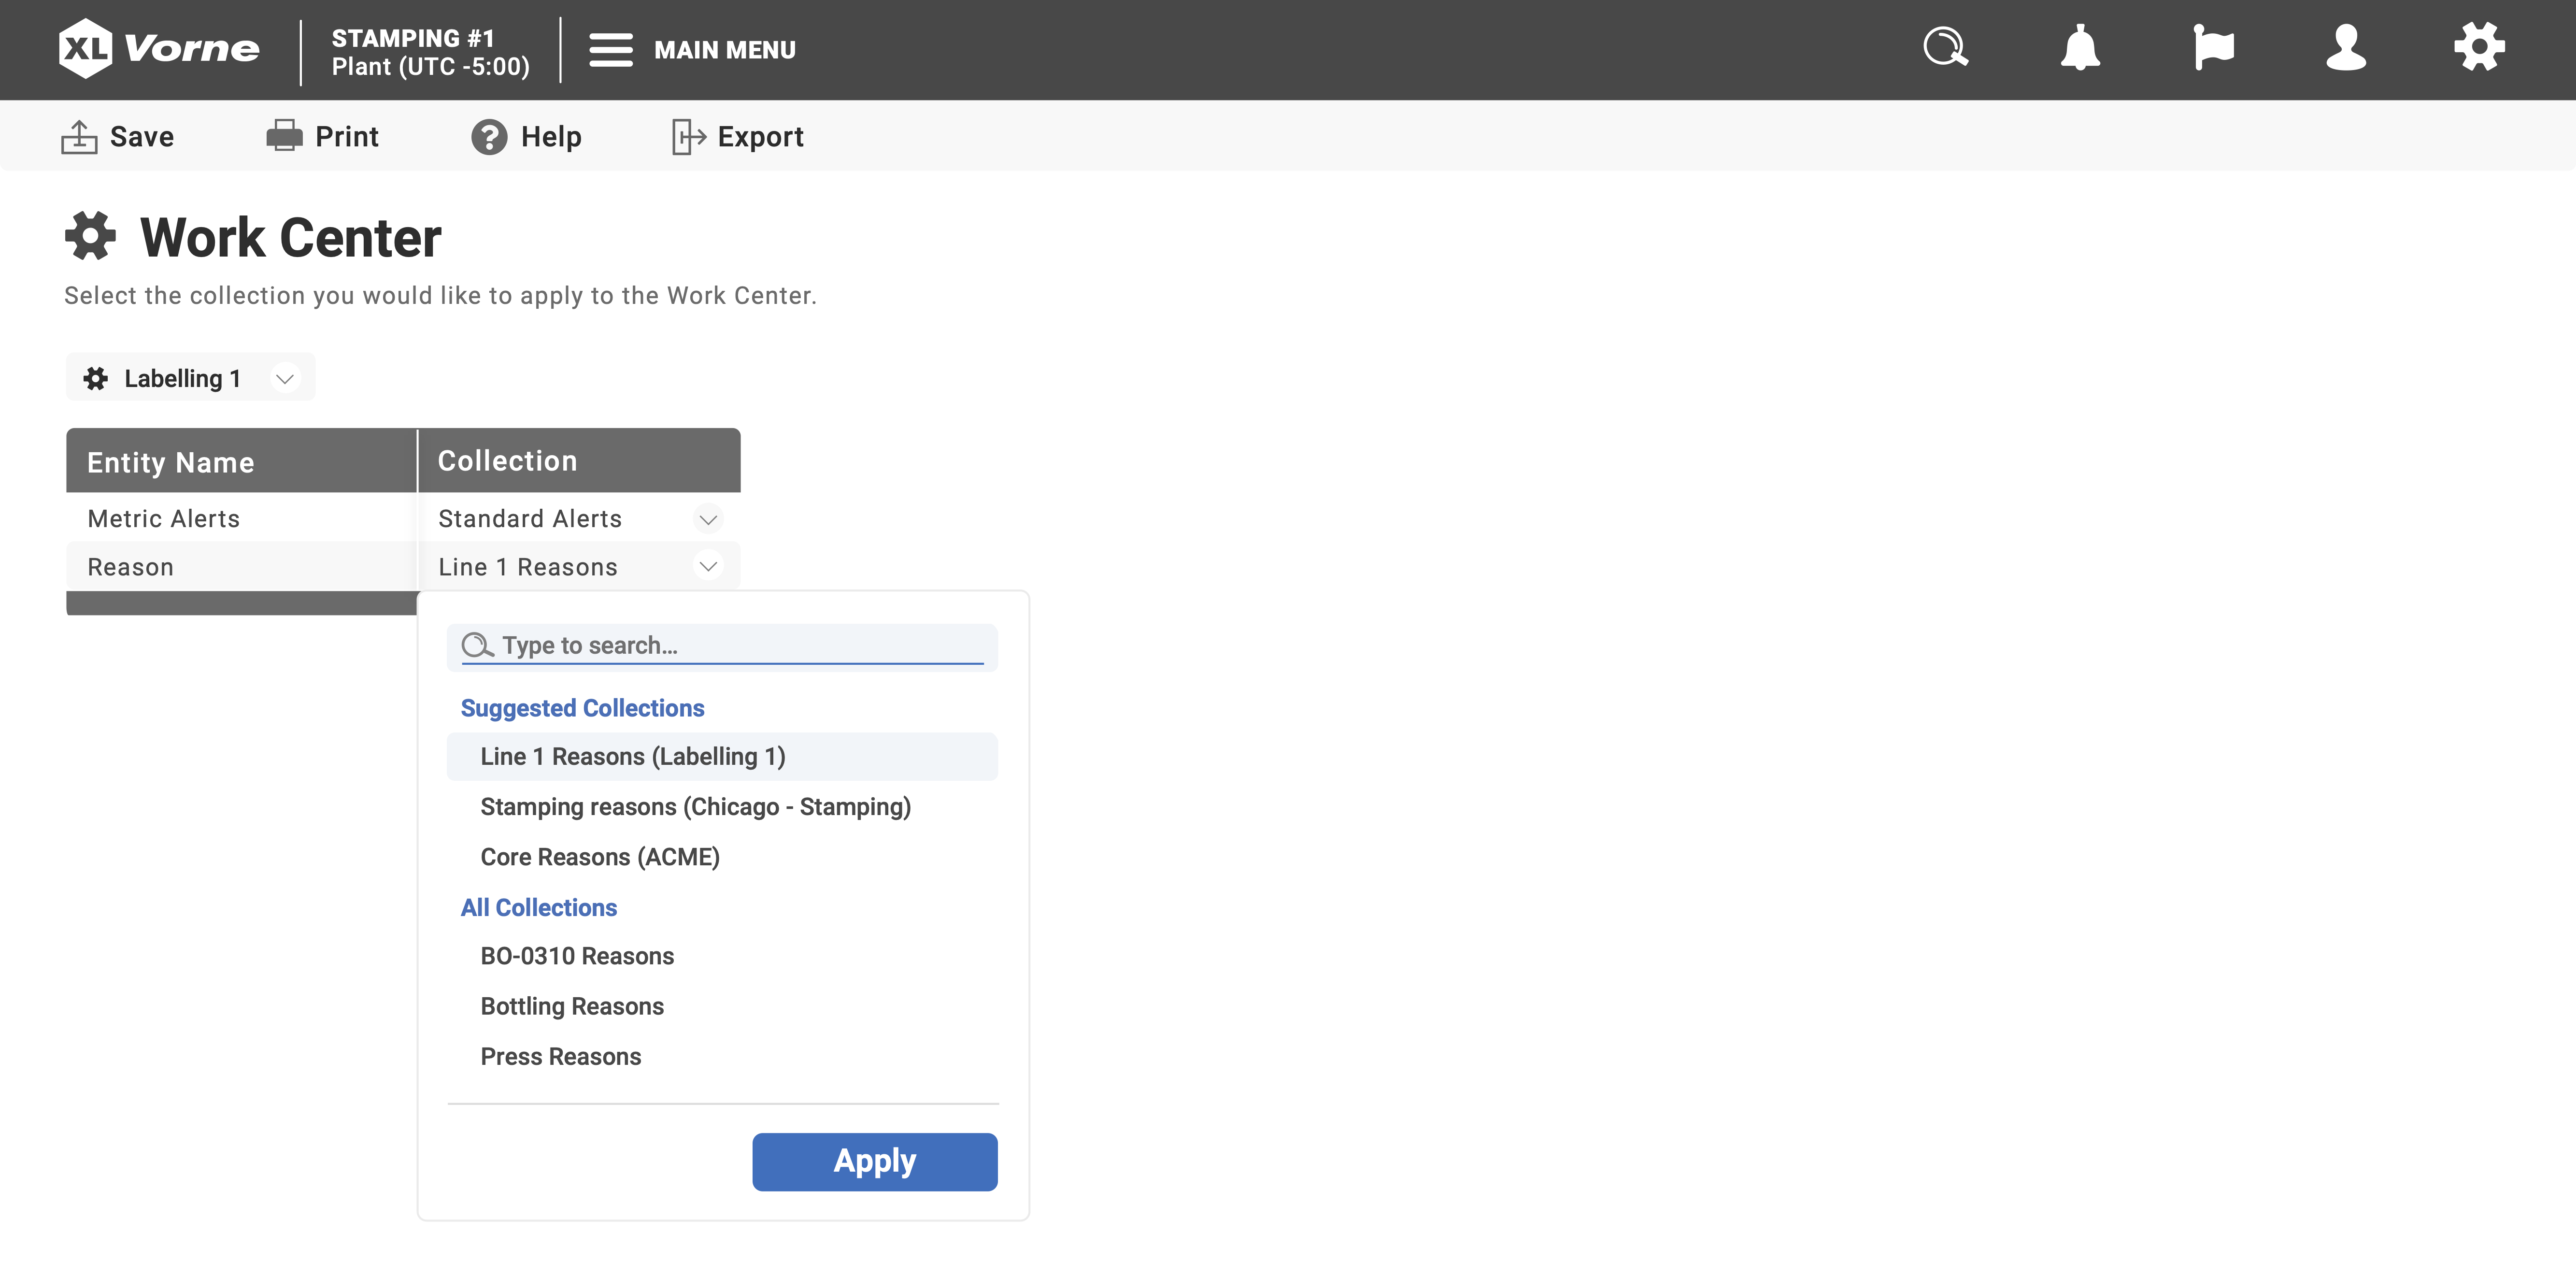 XL Vorne
STAMPING #1
Plant (UTC -5:00)
MAIN MENU
Save
Print
? Help
Export
Work Center
Select the collection you would like to apply to the Work Center.
Labelling 1
Entity Name
Collection
Metric Alerts
Standard Alerts
Reason
Line 1 Reasons
Type to search...
Suggested Collections
Line 1 Reasons (Labelling 1)
Stamping reasons (Chicago - Stamping)
Core Reasons (ACME)
All Collections
BO-0310 Reasons
Bottling Reasons
Press Reasons
Apply